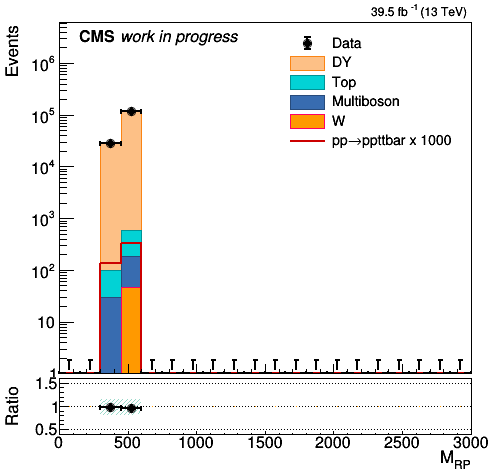 39.5 fb⁻¹ (13 TeV)
CMS work in progress
Events
Data
DY
Top
Multiboson
W
pp→ppttbar x 1000
10⁶
10⁵
10⁴
10³
10²
10
1
Ratio
1.5
1
0.5
0 500 1000 1500 2000 2500 3000
M_RP